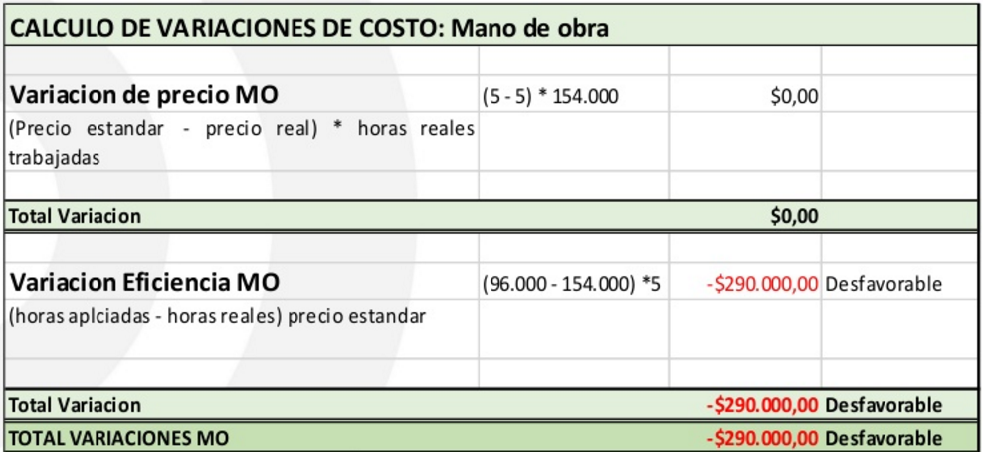 CALCULO DE VARIACIONES DE COSTO: Mano de obra
Variacion de precio MO (5 - 5) * 154.000 $0,00
(Precio estandar - precio real) * horas reales
trabajadas
Total Variacion $0,00
Variacion Eficiencia MO (96.000 - 154.000) *5 -$290.000,00 Desfavorable
(horas aplciadas - horas reales) precio estandar
Total Variacion -$290.000,00 Desfavorable
TOTAL VARIACIONES MO -$290.000,00 Desfavorable